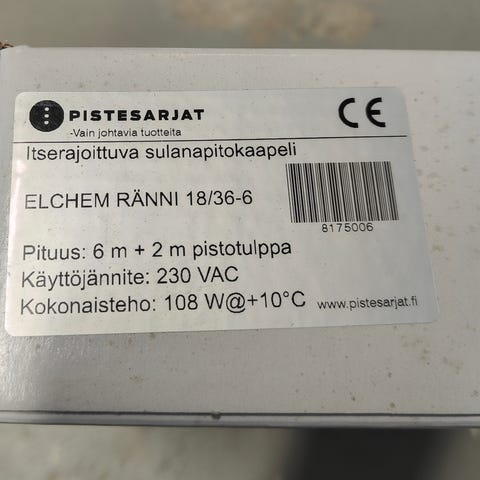 PISTESARJAT
-Vain johtavia tuotteita
CE
Itserajoittuva sulanapitokaapeli
ELCHEM RÄNNI 18/36-6
8175006
Pituus: 6 m + 2 m pistotulppa
Käyttöjännite: 230 VAC
Kokonaisteho: 108 W@+10°C
www.pistesarjat.fi